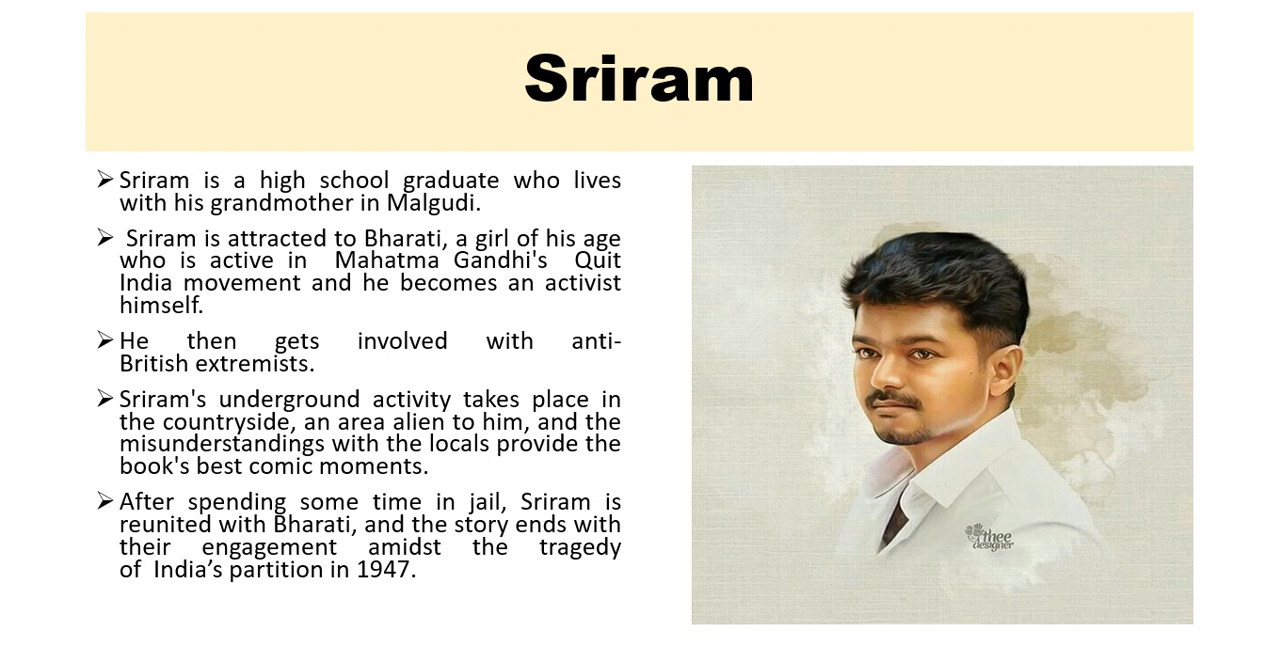 Sriram
➢ Sriram is a high school graduate who lives
with his grandmother in Malgudi.
➢ Sriram is attracted to Bharati, a girl of his age
who is active in Mahatma Gandhi's Quit
India movement and he becomes an activist
himself.
➢ He then gets involved with anti-
British extremists.
➢ Sriram's underground activity takes place in
the countryside, an area alien to him, and the
misunderstandings with the locals provide the
book's best comic moments.
➢ After spending some time in jail, Sriram is
reunited with Bharati, and the story ends with
their engagement amidst the tragedy
of India’s partition in 1947.
thee
designer